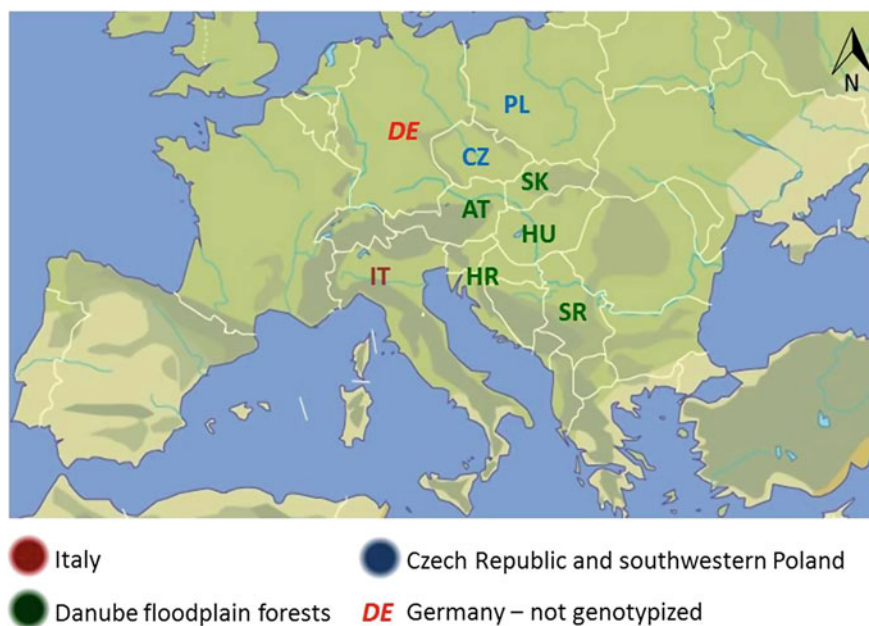 N
PL
DE
CZ
SK
AT
HU
IT
HR
SR
Italy
Czech Republic and southwestern Poland
Danube floodplain forests
DE Germany – not genotypized